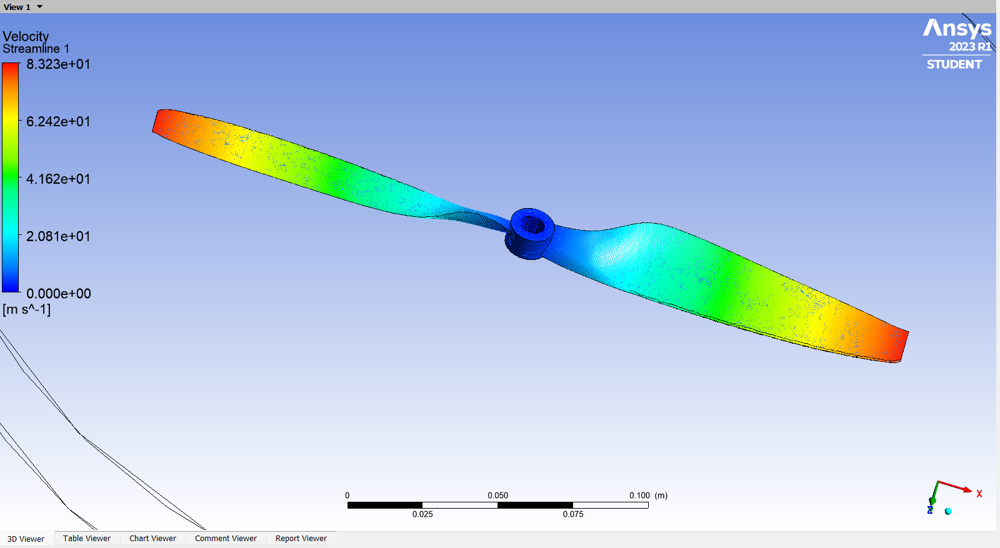 View 1
Velocity
Streamline 1
8.323e+01
6.242e+01
4.162e+01
2.081e+01
0.000e+00
[m s^-1]
Ansys
2023 R1
STUDENT
0 0.050 0.100 (m)
0.025 0.075
X
Z
3D Viewer Table Viewer Chart Viewer Comment Viewer Report Viewer